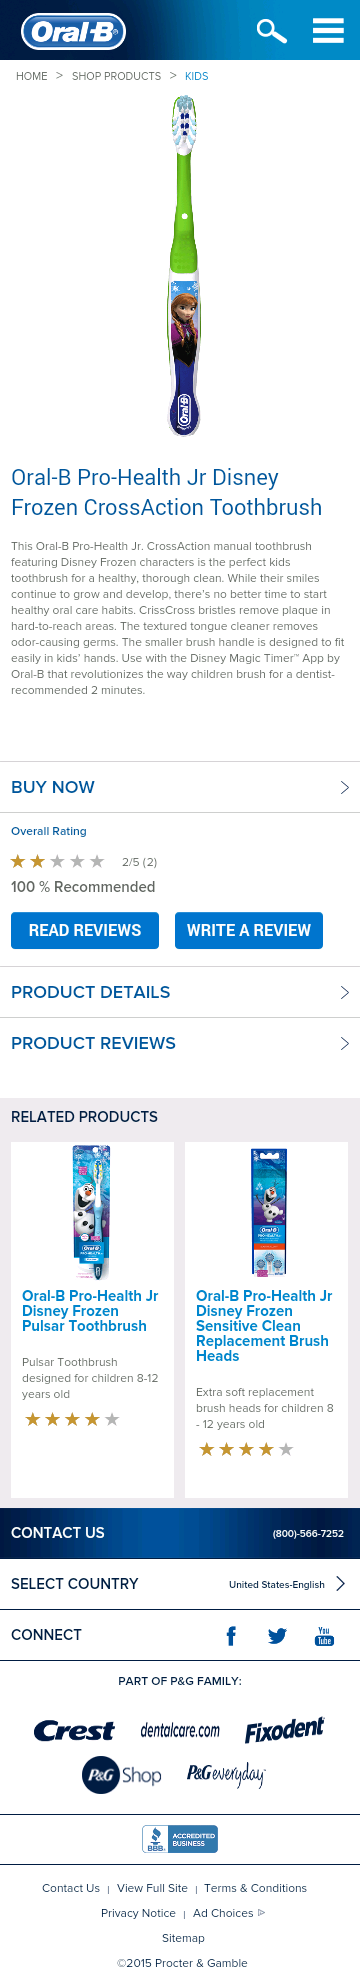 Oral-B
HOME > SHOP PRODUCTS > KIDS
Oral-B
Oral-B Pro-Health Jr Disney
Frozen CrossAction Toothbrush
This Oral-B Pro-Health Jr. CrossAction manual toothbrush
featuring Disney Frozen characters is the perfect kids
toothbrush for a healthy, thorough clean. While their smiles
continue to grow and develop, there's no better time to start
healthy oral care habits. CrissCross bristles remove plaque in
hard-to-reach areas. The textured tongue cleaner removes
odor-causing germs. The smaller brush handle is designed to fit
easily in kids' hands. Use with the Disney Magic Timer™ App by
Oral-B that revolutionizes the way children brush for a dentist-
recommended 2 minutes.
BUY NOW
Overall Rating
2/5 (2)
100 % Recommended
READ REVIEWS WRITE A REVIEW
PRODUCT DETAILS
PRODUCT REVIEWS
RELATED PRODUCTS
Oral-B Pro-Health Jr
Disney Frozen
Pulsar Toothbrush
Pulsar Toothbrush
designed for children 8-12
years old
Oral-B Pro-Health Jr
Disney Frozen
Sensitive Clean
Replacement Brush
Heads
Extra soft replacement
brush heads for children 8
- 12 years old
CONTACT US (800)-566-7252
SELECT COUNTRY United States-English
CONNECT You Tube
PART OF P&G FAMILY:
Crest dentalcare.com Fixodent
P&G Shop P&G everyday
BBB ACCREDITED BUSINESS
Contact Us | View Full Site | Terms & Conditions
Privacy Notice | Ad Choices
Sitemap
©2015 Procter & Gamble